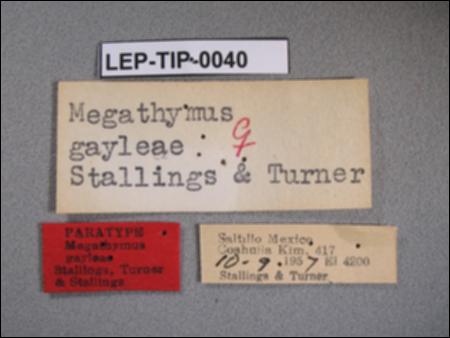 LEP-TIP-0040
Megathymus
gayleae ♀
Stallings & Turner
PARATYPE
Megathymus
gayleae
Stallings, Turner
& Stallings
Saltillo Mexico
Coahuila Kim. 417
10-9 1957 El 4200
Stallings & Turner